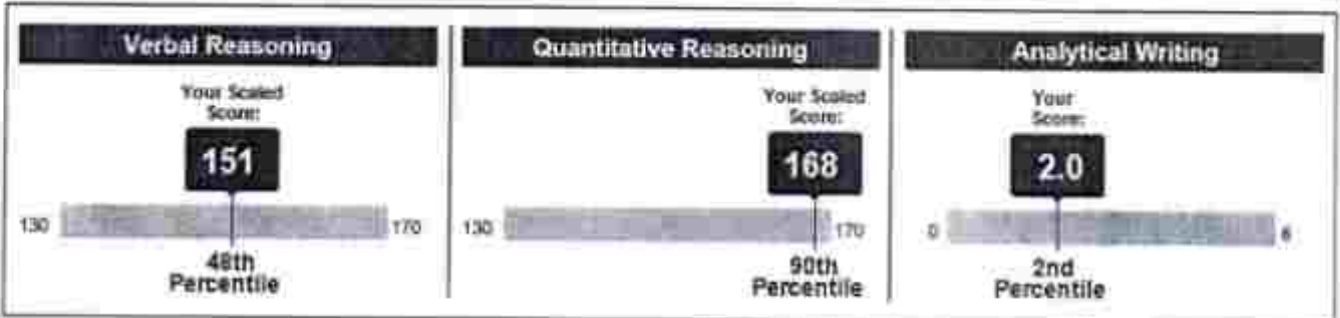 Verbal Reasoning
Your Scaled
Score:
151
130
170
48th
Percentile
Quantitative Reasoning
Your Scaled
Score:
168
130
170
90th
Percentile
Analytical Writing
Your
Score:
2.0
0
6
2nd
Percentile